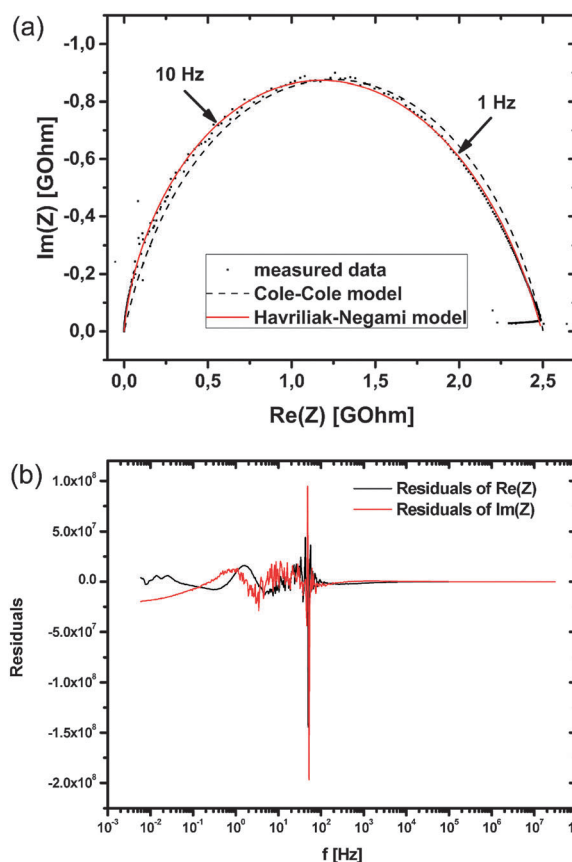 (a)
-1,0
-0,8
-0,6
-0,4
-0,2
0,0
Im(Z) [GOhm]
10 Hz
1 Hz
measured data
Cole-Cole model
Havriliak-Negami model
0,0 0,5 1,0 1,5 2,0 2,5
Re(Z) [GOhm]
(b)
1.0x10⁸
5.0x10⁷
0.0
-5.0x10⁷
-1.0x10⁸
-1.5x10⁸
-2.0x10⁸
Residuals
Residuals of Re(Z)
Residuals of Im(Z)
10⁻³ 10⁻² 10⁻¹ 10⁰ 10¹ 10² 10³ 10⁴ 10⁵ 10⁶ 10⁷
f [Hz]